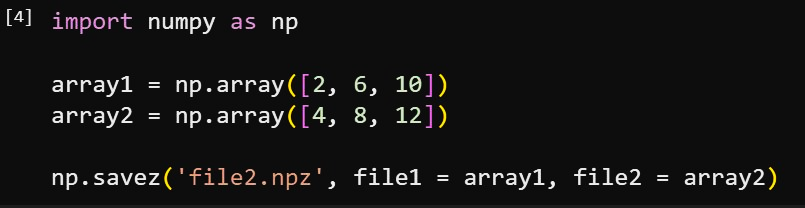 [4] import numpy as np
array1 = np.array([2, 6, 10])
array2 = np.array([4, 8, 12])
np.savez('file2.npz', file1 = array1, file2 = array2)